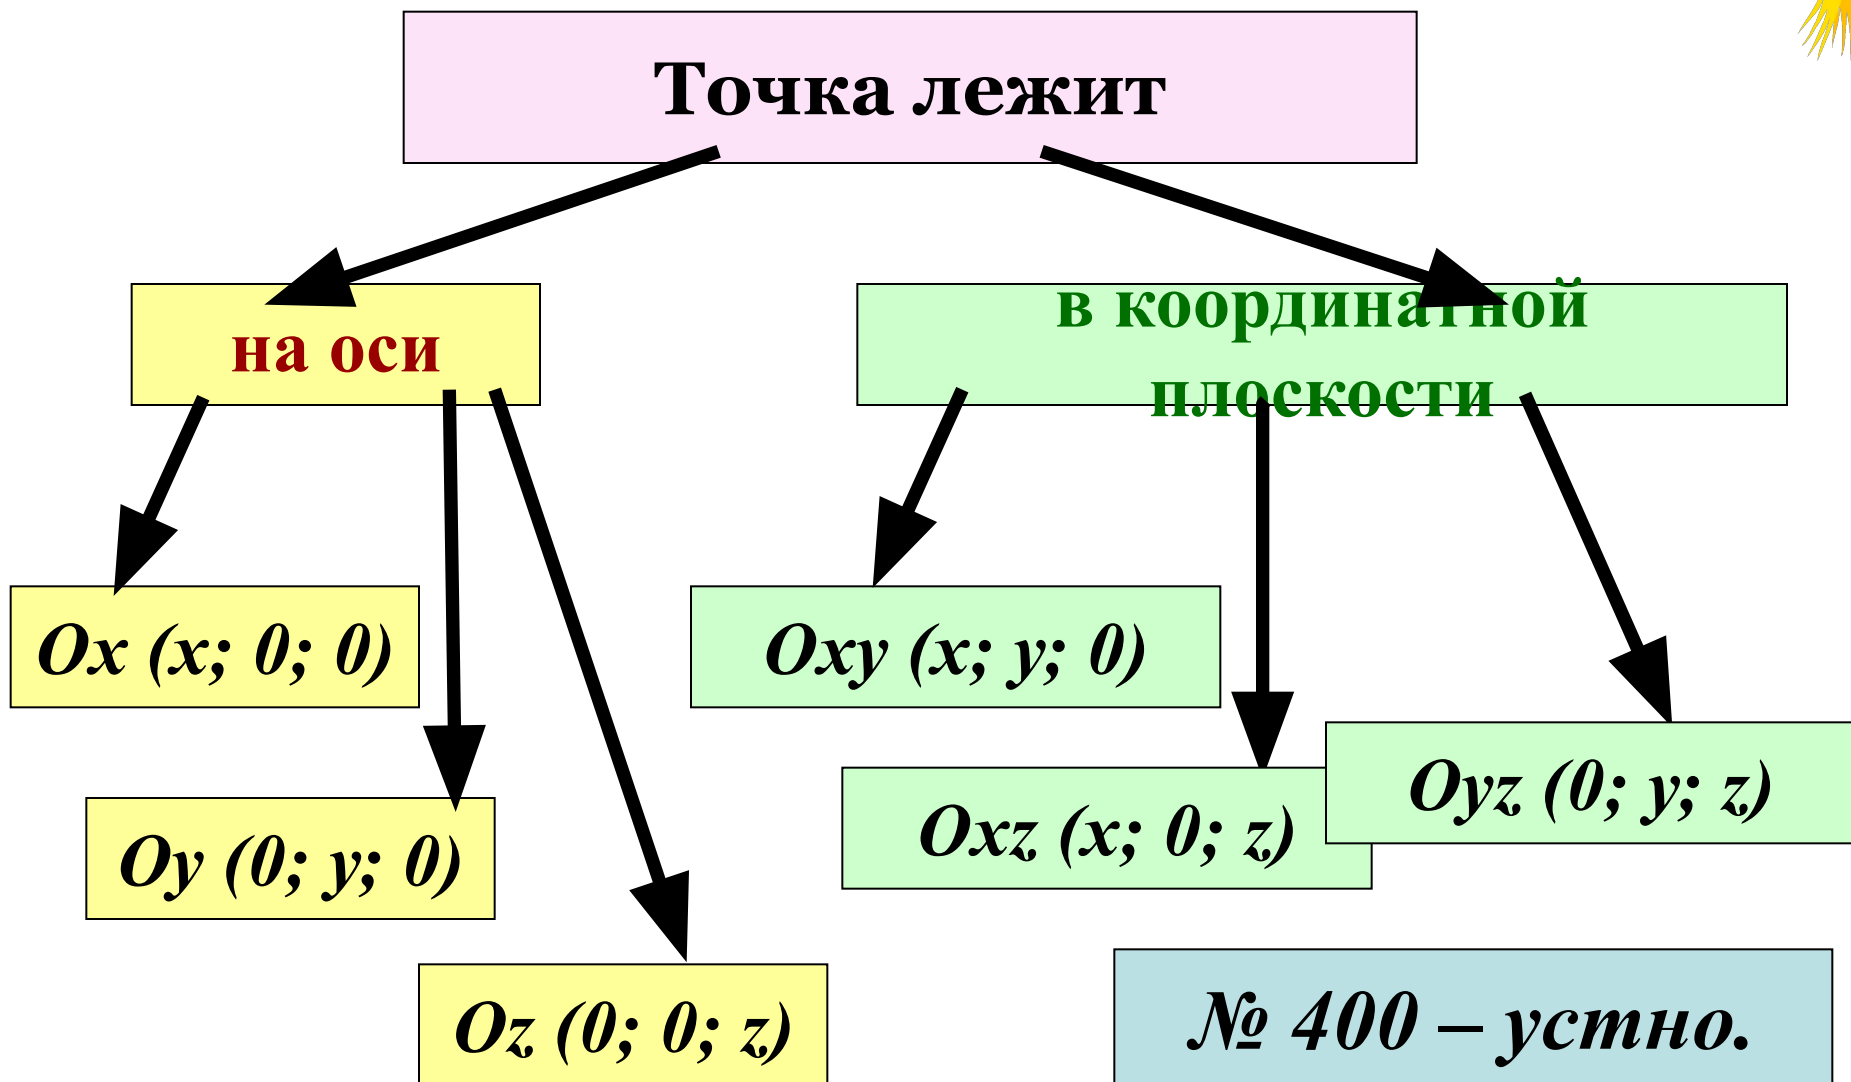 Точка лежит
на оси
в координатной
плоскости
Ox (x; 0; 0)
Oy (0; y; 0)
Oz (0; 0; z)
Oxy (x; y; 0)
Oxz (x; 0; z)
Oyz (0; y; z)
№ 400 – устно.